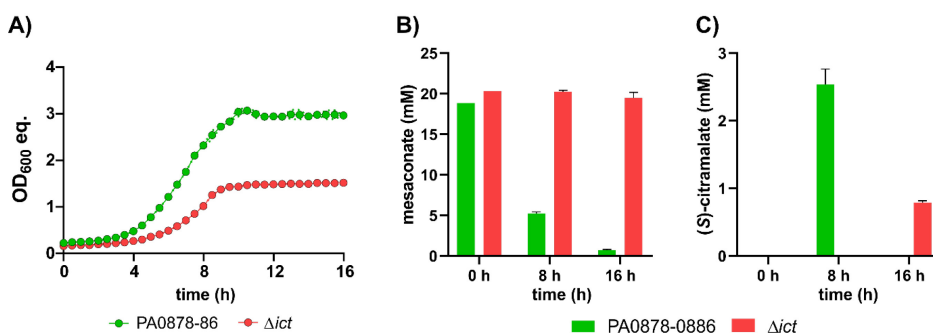 A)
B)
C)
OD600 eq.
4
3
2
1
0
0
4
8
12
16
time (h)
PA0878-86
Δict
mesaconate (mM)
25
20
15
10
5
0
0 h
8 h
16 h
time (h)
(S)-citramalate (mM)
3
2
1
0
0 h
8 h
16 h
time (h)
PA0878-0886
Δict